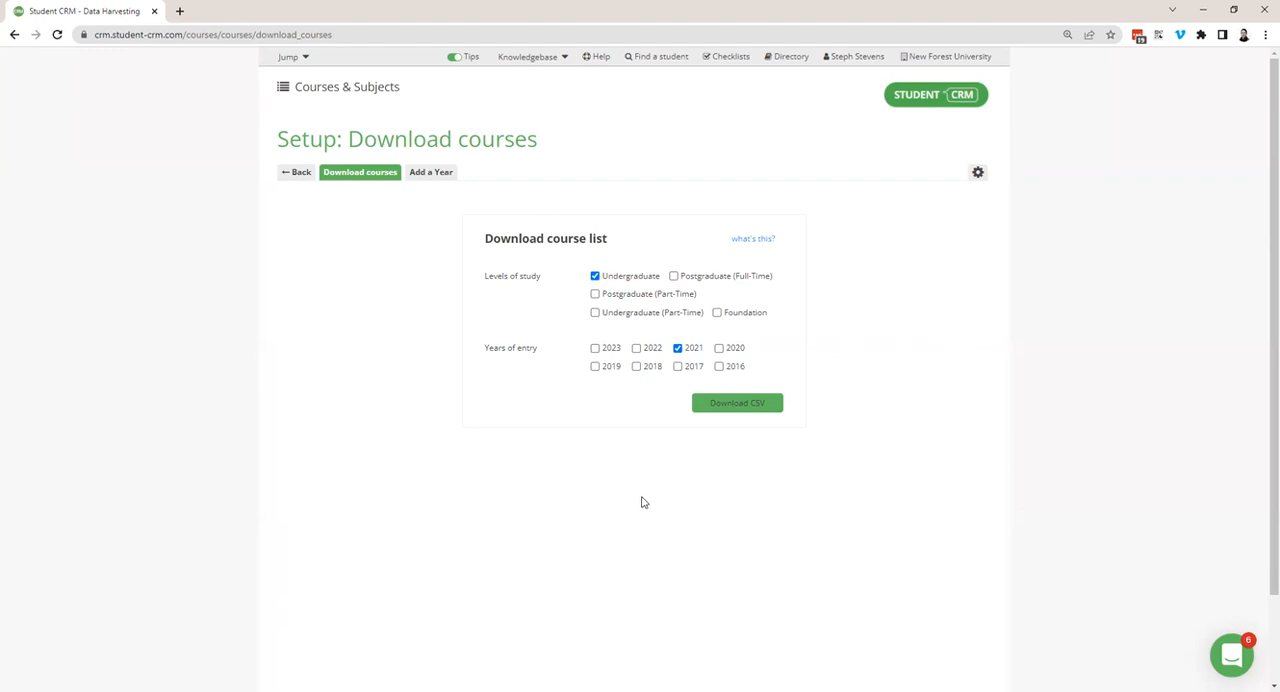 Student CRM - Data Harvesting
crm.student-crm.com/courses/courses/download_courses
19
Jump
Tips
Knowledgebase
Help
Find a student
Checklists
Directory
Steph Stevens
New Forest University
Courses & Subjects
STUDENT CRM
Setup: Download courses
← Back
Download courses
Add a Year
Download course list
what's this?
Levels of study
Undergraduate
Postgraduate (Full-Time)
Postgraduate (Part-Time)
Undergraduate (Part-Time)
Foundation
Years of entry
2023
2022
2021
2020
2019
2018
2017
2016
Download CSV
6